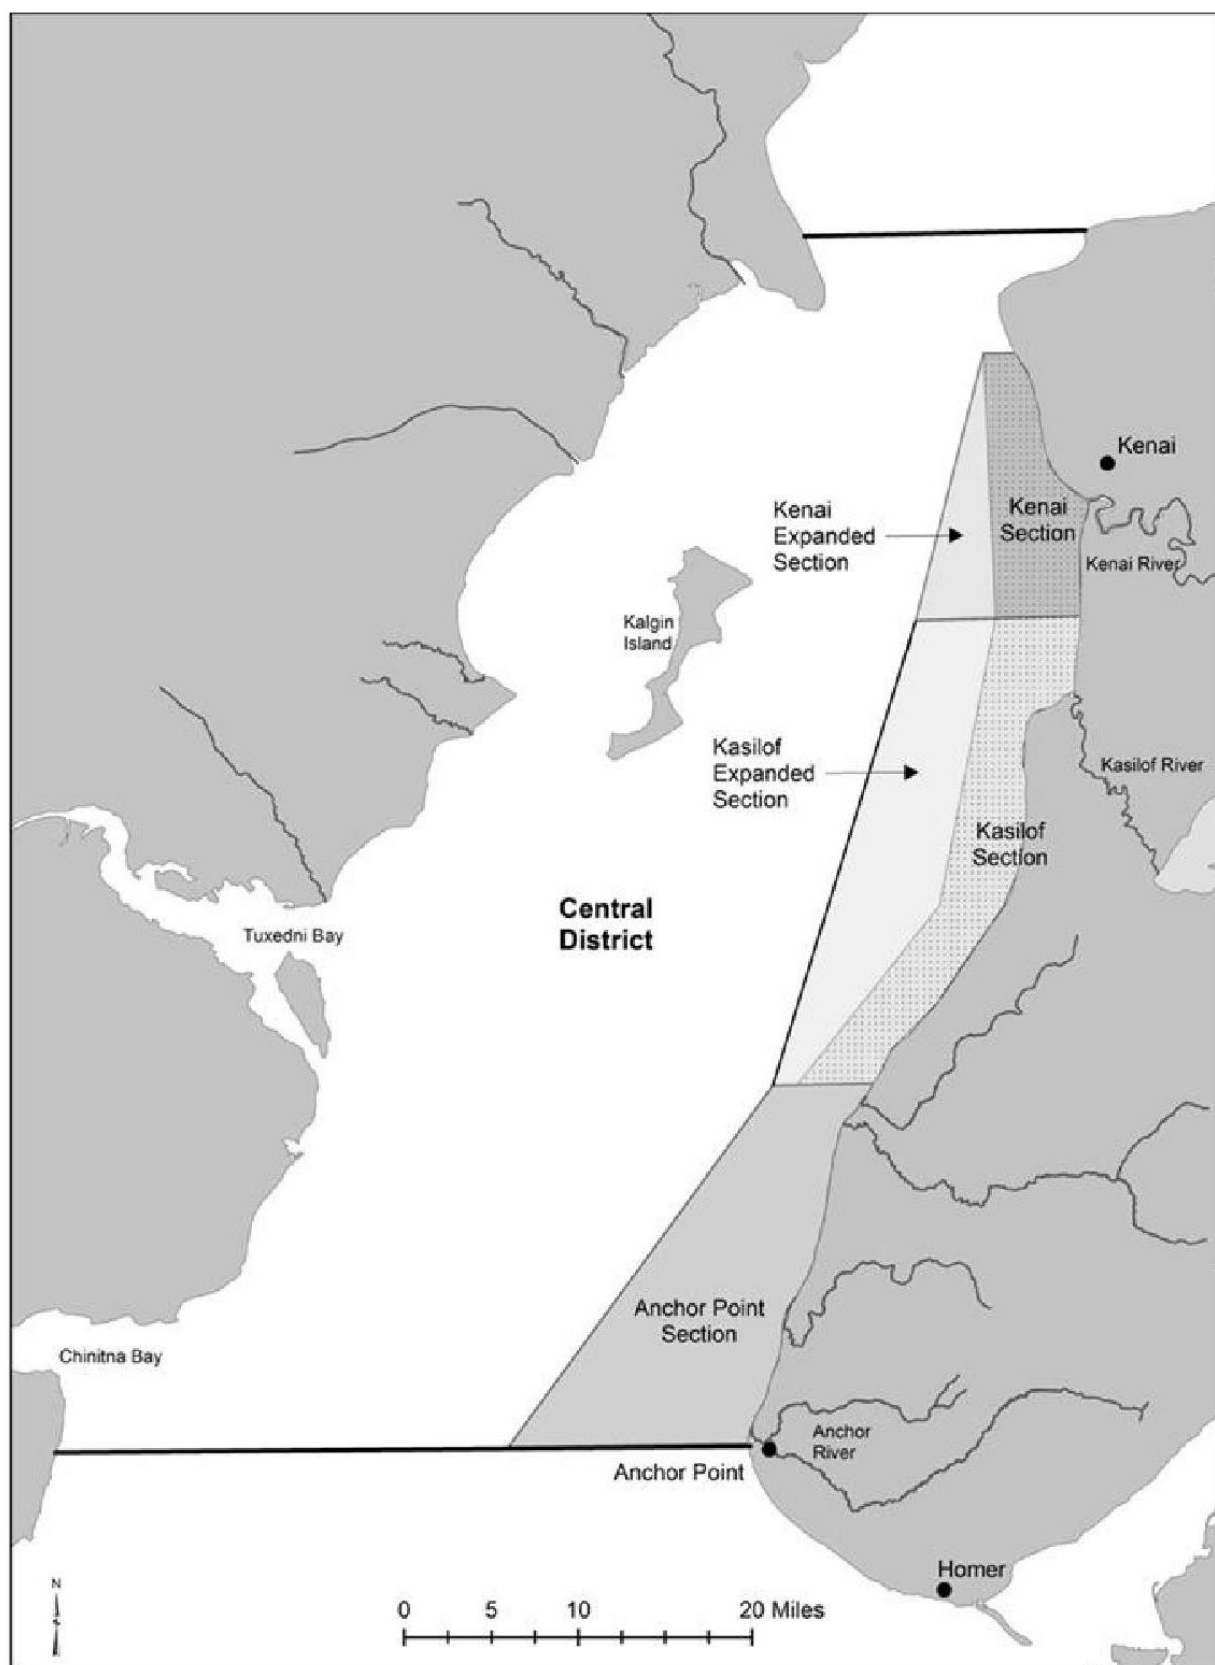 Kenai
Kenai
Expanded
Section
Kenai
Section
Kenai River
Kalgin
Island
Kasilof
Expanded
Section
Kasilof River
Kasilof
Section
Central
District
Tuxedni Bay
Anchor Point
Section
Chinitna Bay
Anchor
River
Anchor Point
Homer
N
0 5 10 20 Miles